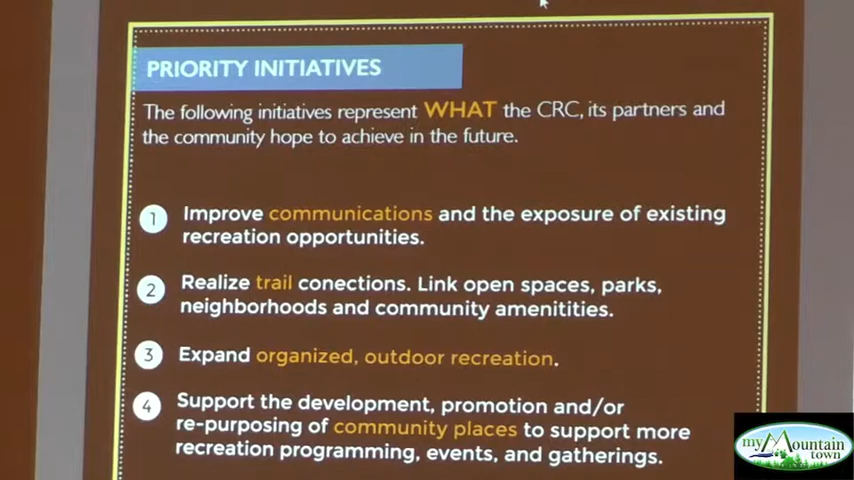 PRIORITY INITIATIVES
The following initiatives represent WHAT the CRC, its partners and
the community hope to achieve in the future.
1 Improve communications and the exposure of existing
recreation opportunities.
2 Realize trail conections. Link open spaces, parks,
neighborhoods and community amenitities.
3 Expand organized, outdoor recreation.
4 Support the development, promotion and/or
re-purposing of community places to support more
recreation programming, events, and gatherings.
my Mountain
town